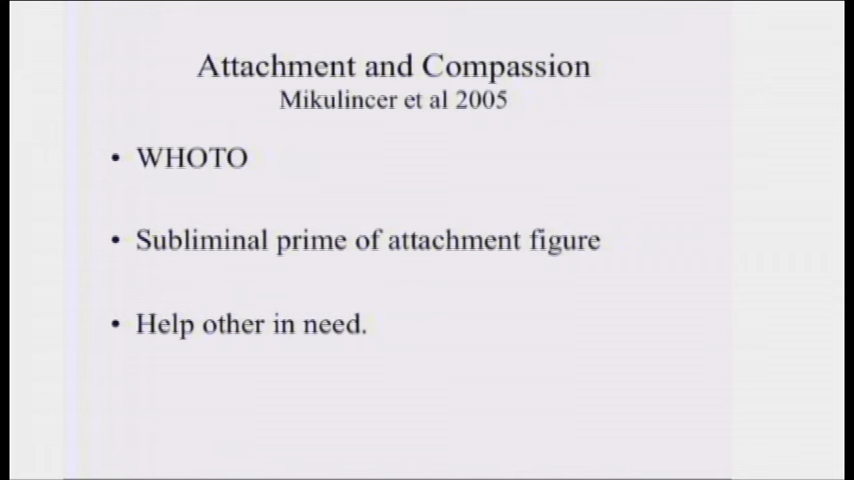 Attachment and Compassion
Mikulincer et al 2005
• WHOTO
• Subliminal prime of attachment figure
• Help other in need.